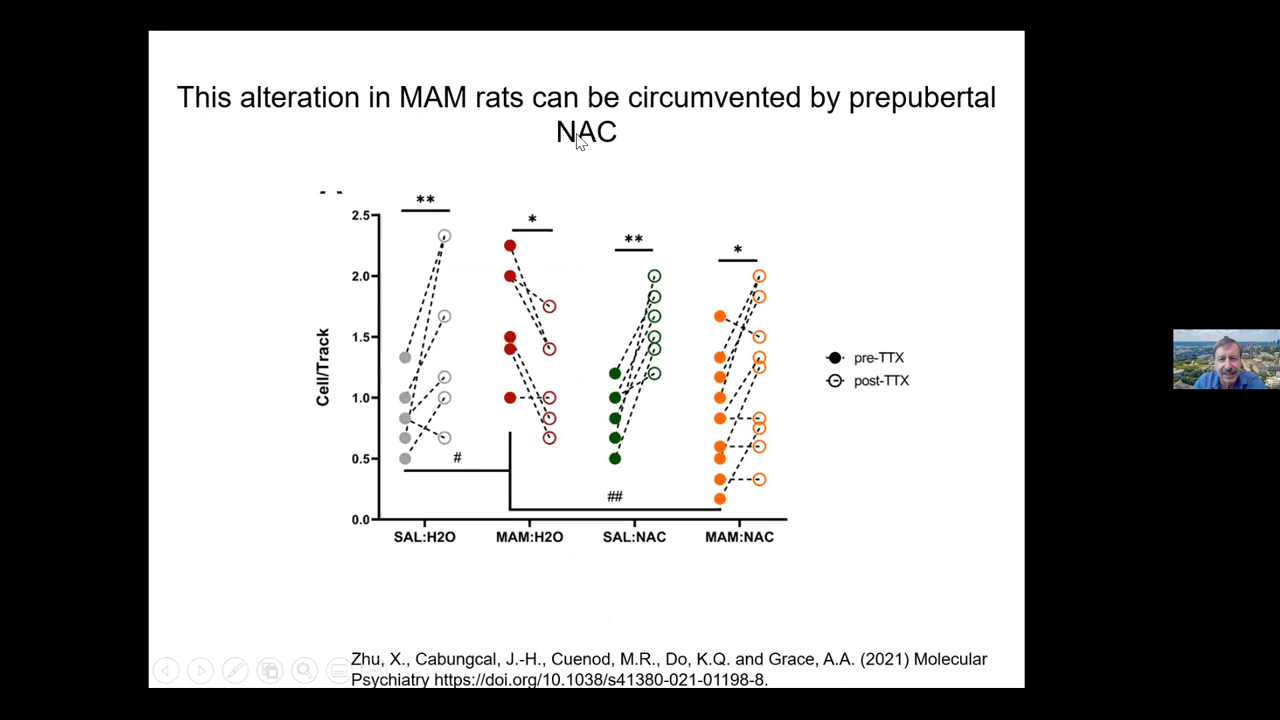 This alteration in MAM rats can be circumvented by prepubertal
NAC
** * ** *
2.5
2.0
1.5
1.0
0.5
0.0
Cell/Track
# ##
pre-TTX
post-TTX
SAL:H2O MAM:H2O SAL:NAC MAM:NAC
Zhu, X., Cabungcal, J.-H., Cuenod, M.R., Do, K.Q. and Grace, A.A. (2021) Molecular
Psychiatry https://doi.org/10.1038/s41380-021-01198-8.